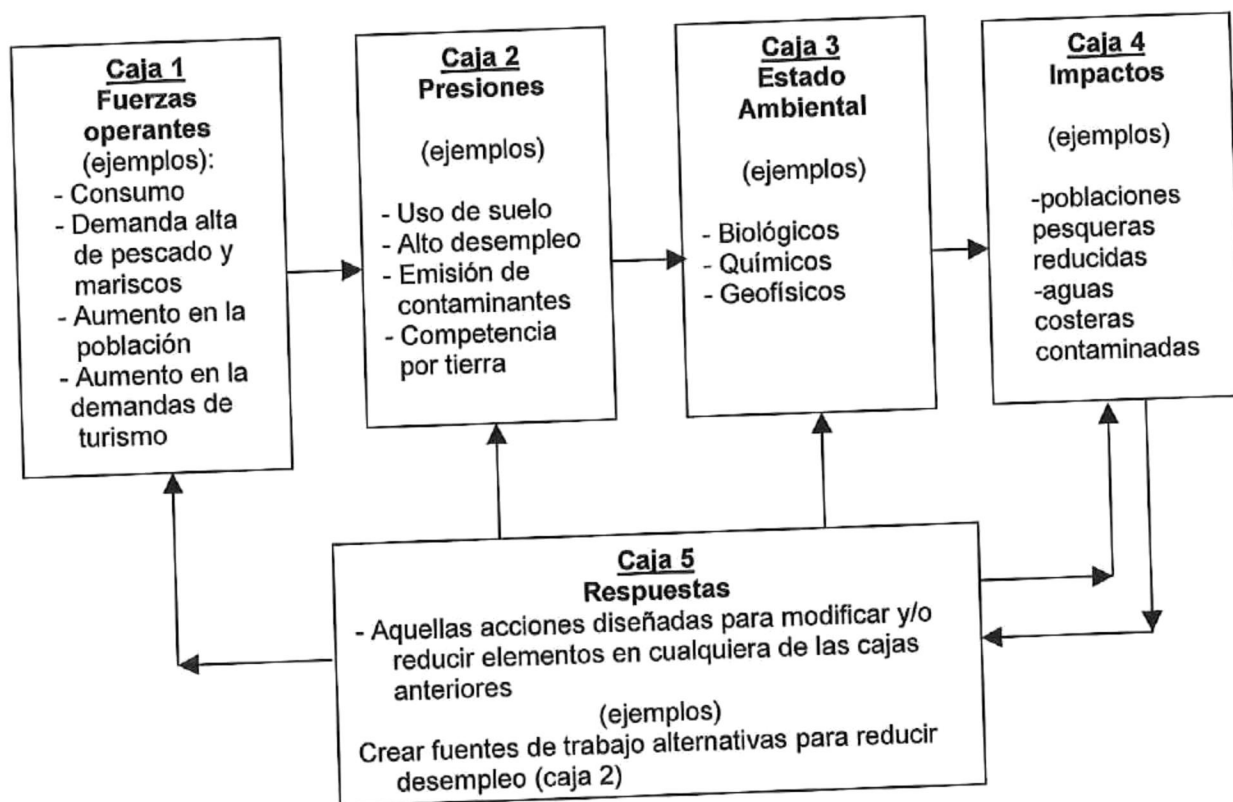 Caja 1
Fuerzas
operantes
(ejemplos):
- Consumo
- Demanda alta
de pescado y
mariscos
- Aumento en la
población
- Aumento en la
demandas de
turismo
Caja 2
Presiones
(ejemplos)
- Uso de suelo
- Alto desempleo
- Emisión de
contaminantes
- Competencia
por tierra
Caja 3
Estado
Ambiental
(ejemplos)
- Biológicos
- Químicos
- Geofísicos
Caja 4
Impactos
(ejemplos)
-poblaciones
pesqueras
reducidas
-aguas
costeras
contaminadas
Caja 5
Respuestas
- Aquellas acciones diseñadas para modificar y/o
reducir elementos en cualquiera de las cajas
anteriores
(ejemplos)
Crear fuentes de trabajo alternativas para reducir
desempleo (caja 2)